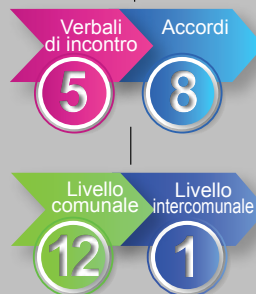 Verbali
di incontro
Accordi
5
8
Livello
comunale
Livello
intercomunale
12
1